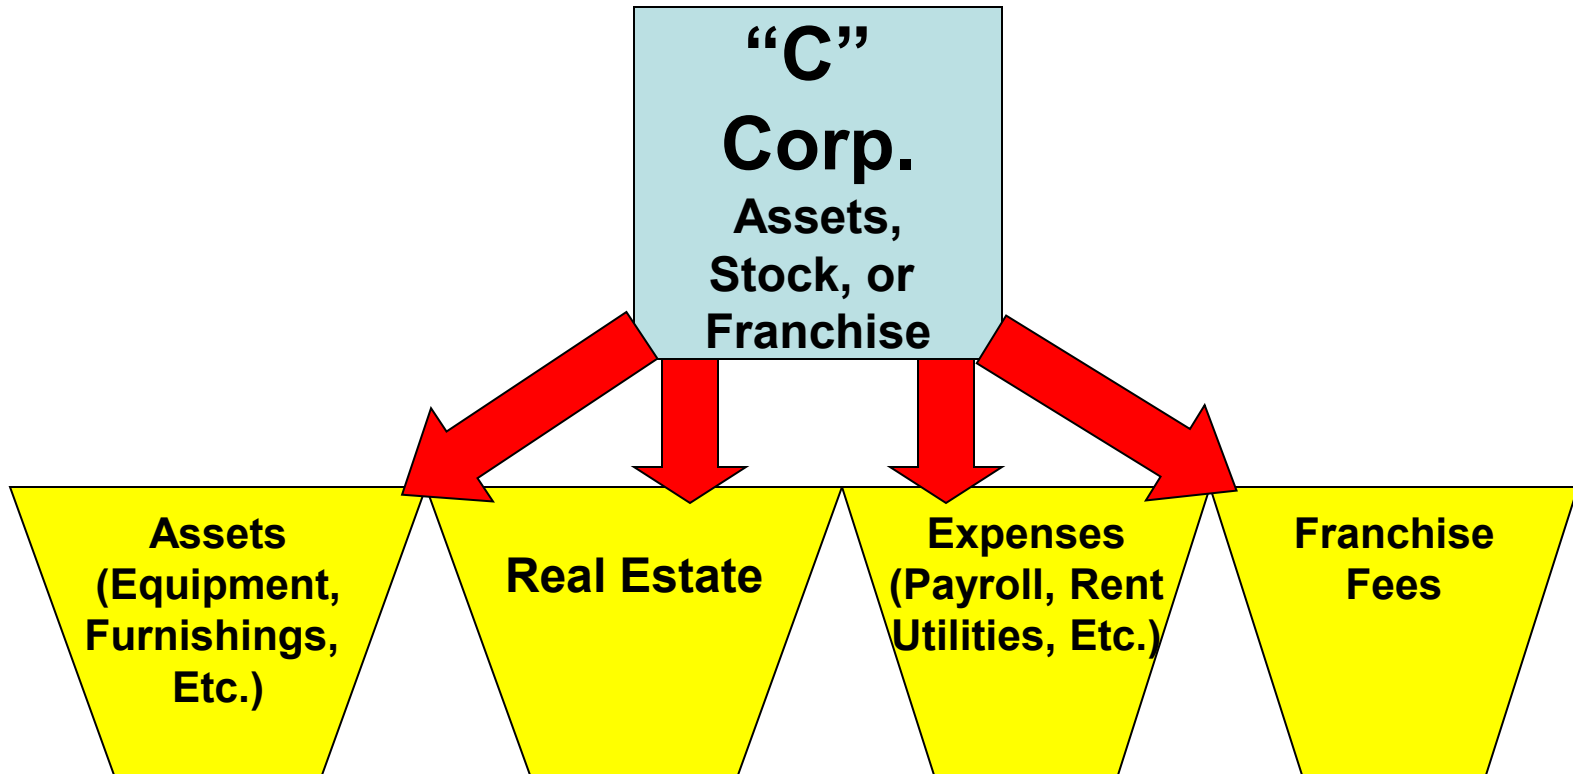 “C”
Corp.
Assets,
Stock, or
Franchise
Assets
(Equipment,
Furnishings,
Etc.)
Real Estate
Expenses
(Payroll, Rent
Utilities, Etc.)
Franchise
Fees